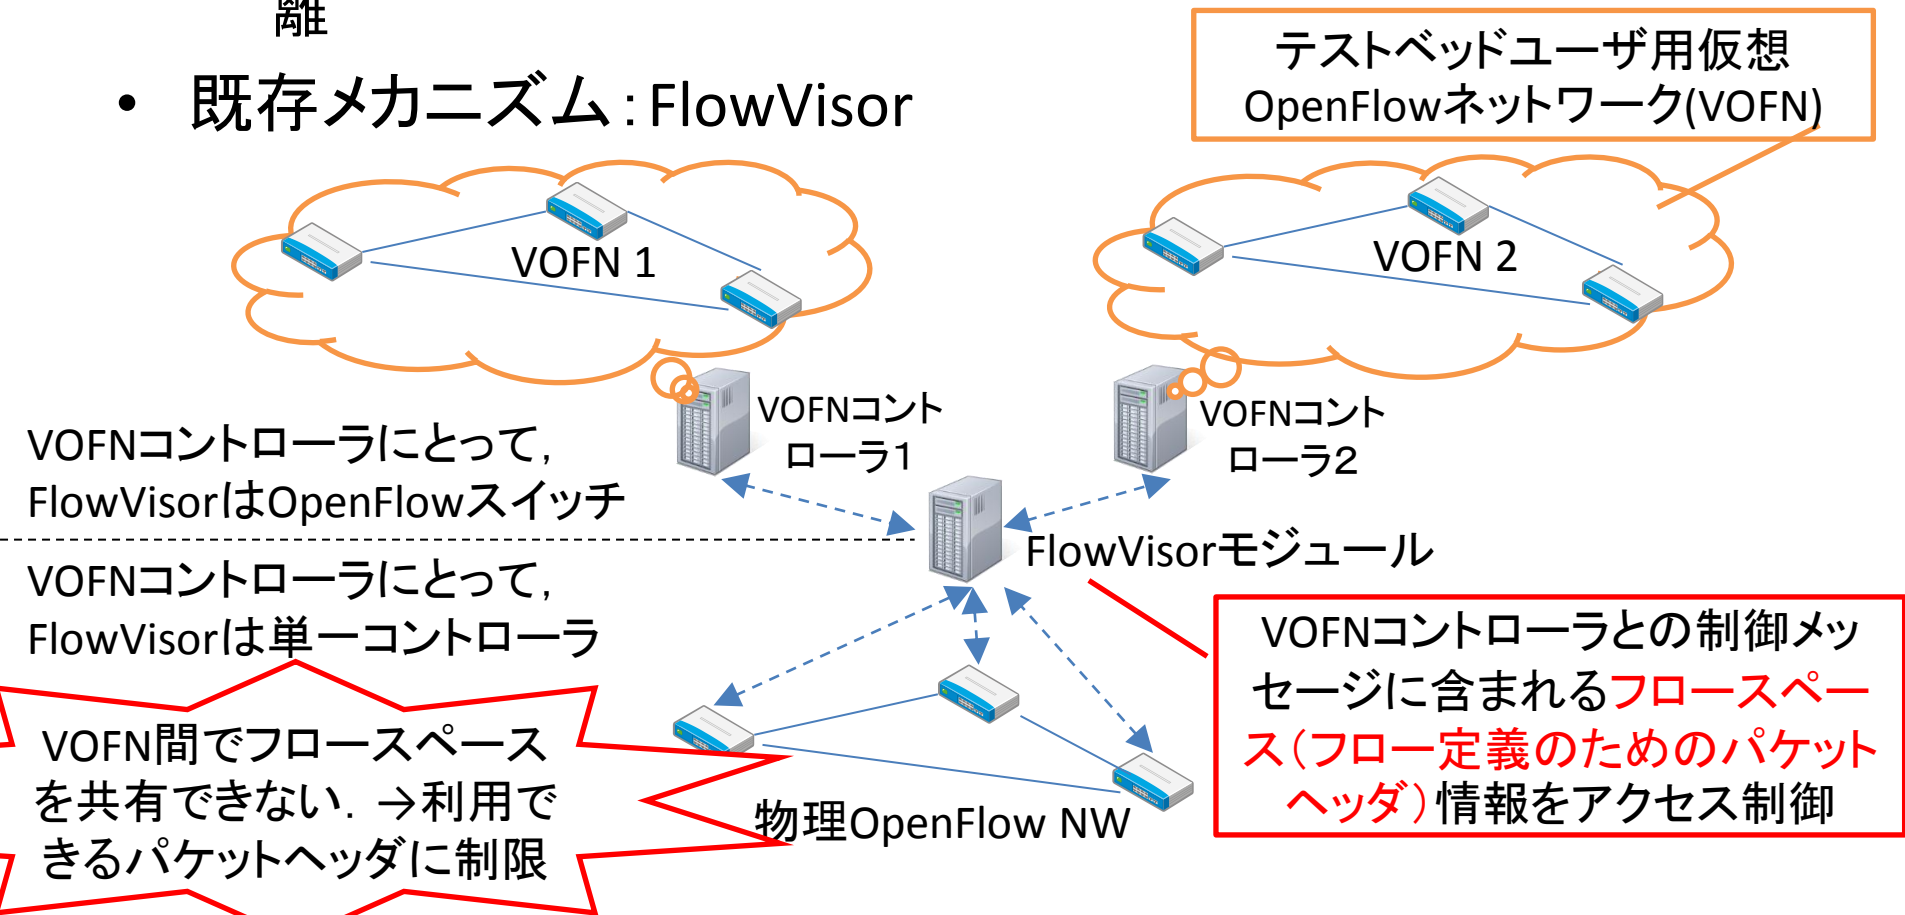 離
• 既存メカニズム：FlowVisor
テストベッドユーザ用仮想
OpenFlowネットワーク(VOFN)
VOFN 1
VOFN 2
VOFNコント
ローラ１
VOFNコント
ローラ２
VOFNコントローラにとって，
FlowVisorはOpenFlowスイッチ
FlowVisorモジュール
VOFNコントローラにとって，
FlowVisorは単一コントローラ
VOFNコントローラとの制御メッ
セージに含まれるフロースペー
ス（フロー定義のためのパケット
ヘッダ）情報をアクセス制御
VOFN間でフロースペース
を共有できない．→利用で
きるパケットヘッダに制限
物理OpenFlow NW